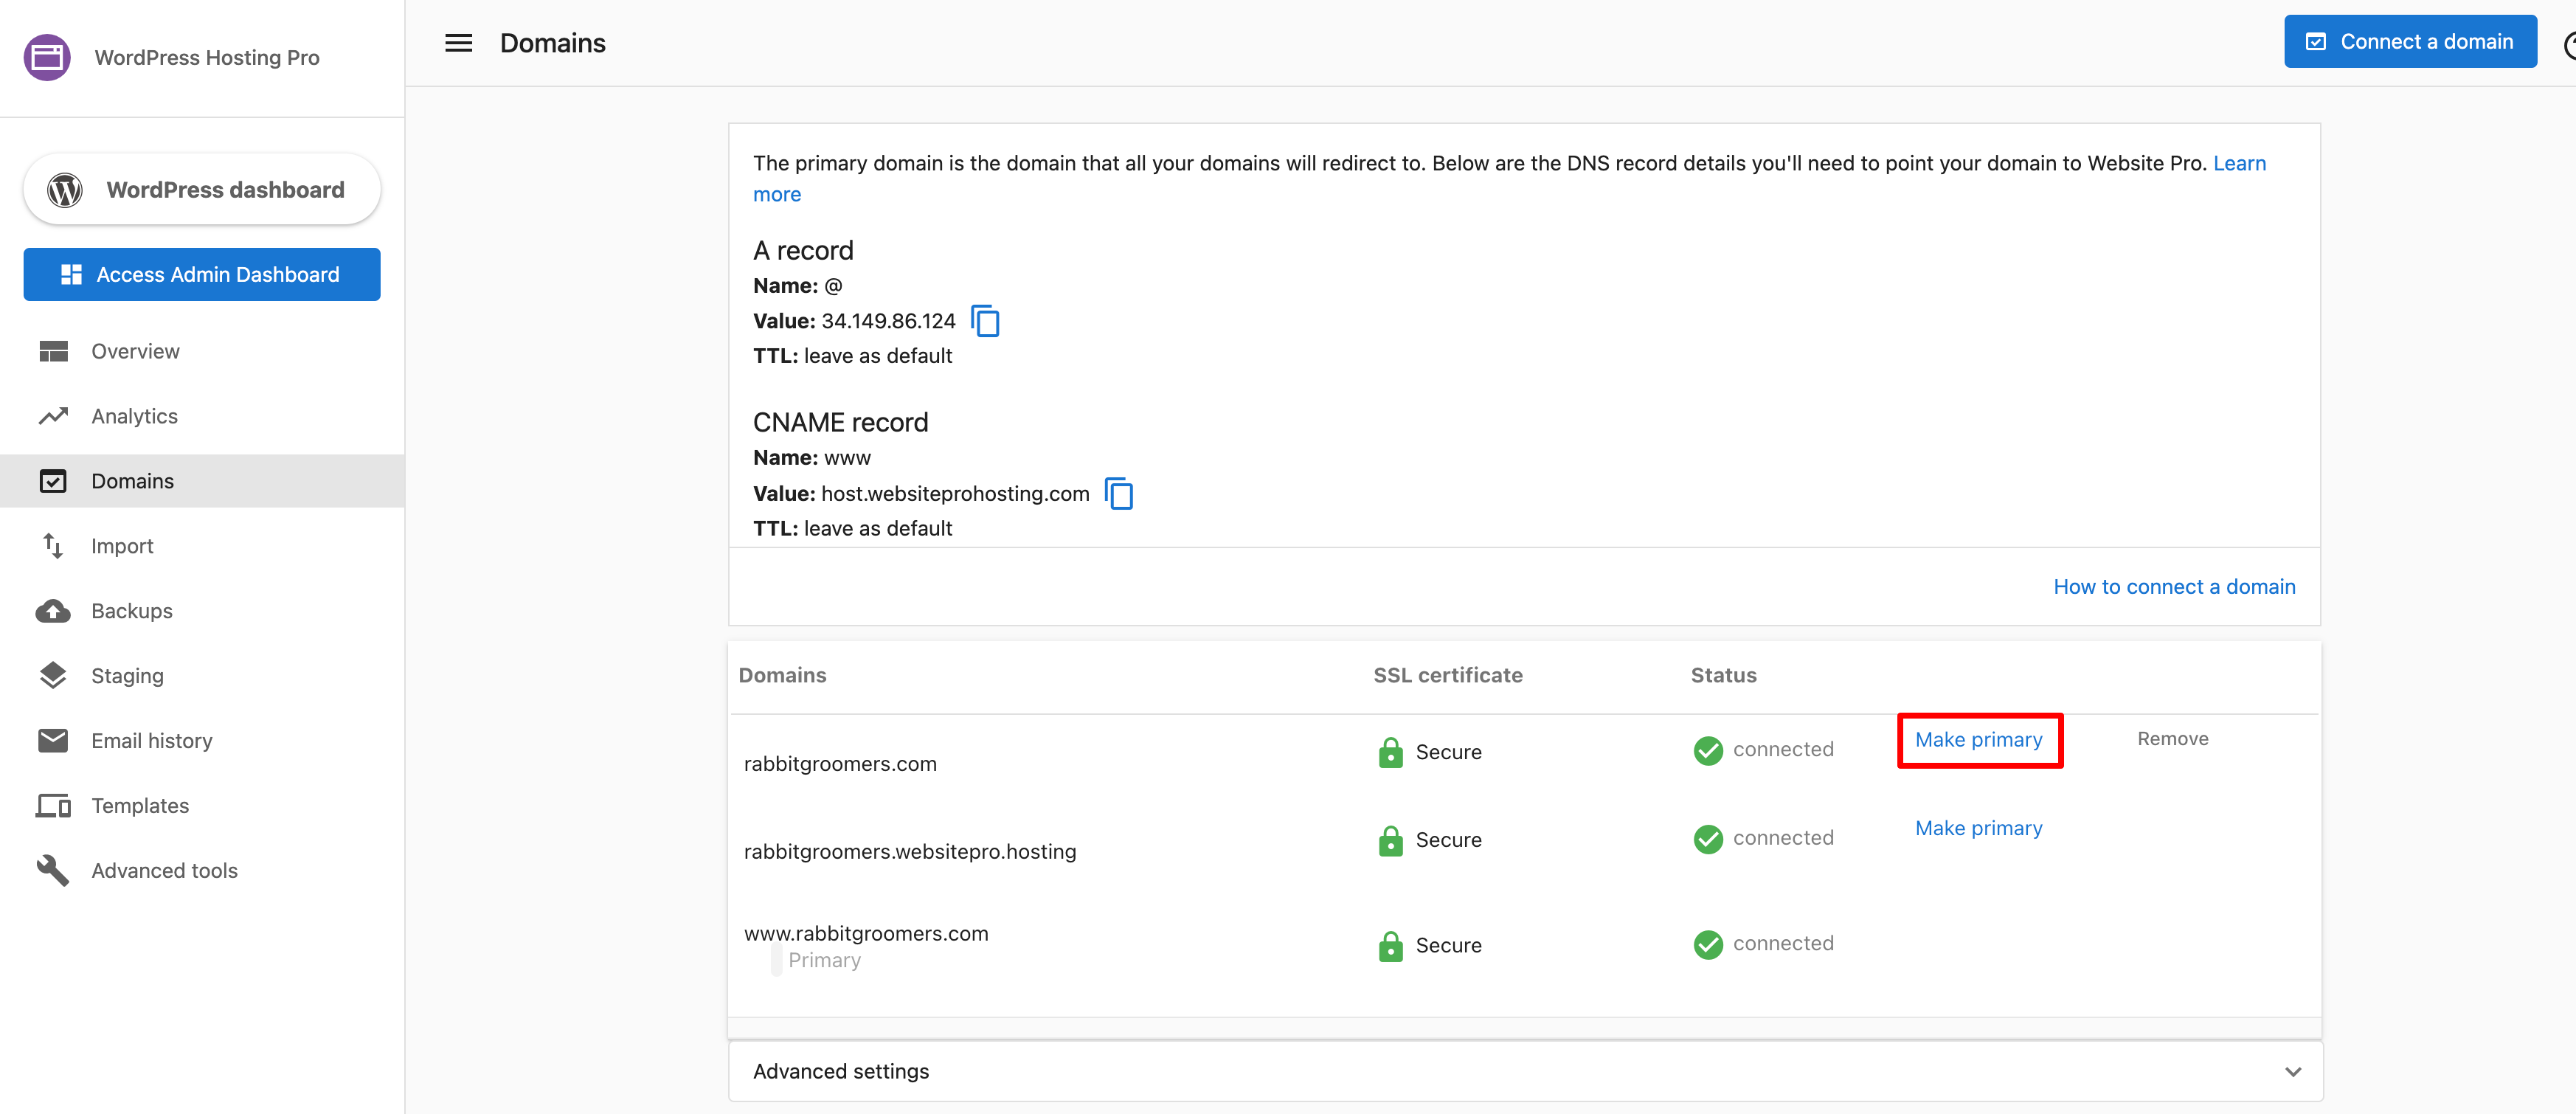 WordPress Hosting Pro
WordPress dashboard
Access Admin Dashboard
Overview
Analytics
Domains
Import
Backups
Staging
Email history
Templates
Advanced tools
Domains
Connect a domain
The primary domain is the domain that all your domains will redirect to. Below are the DNS record details you'll need to point your domain to Website Pro. Learn
more
A record
Name: @
Value: 34.149.86.124
TTL: leave as default
CNAME record
Name: www
Value: host.websiteprohosting.com
TTL: leave as default
How to connect a domain
Domains SSL certificate Status
rabbitgroomers.com Secure connected Make primary Remove
rabbitgroomers.websitepro.hosting Secure connected Make primary
www.rabbitgroomers.com Secure connected
Primary
Advanced settings